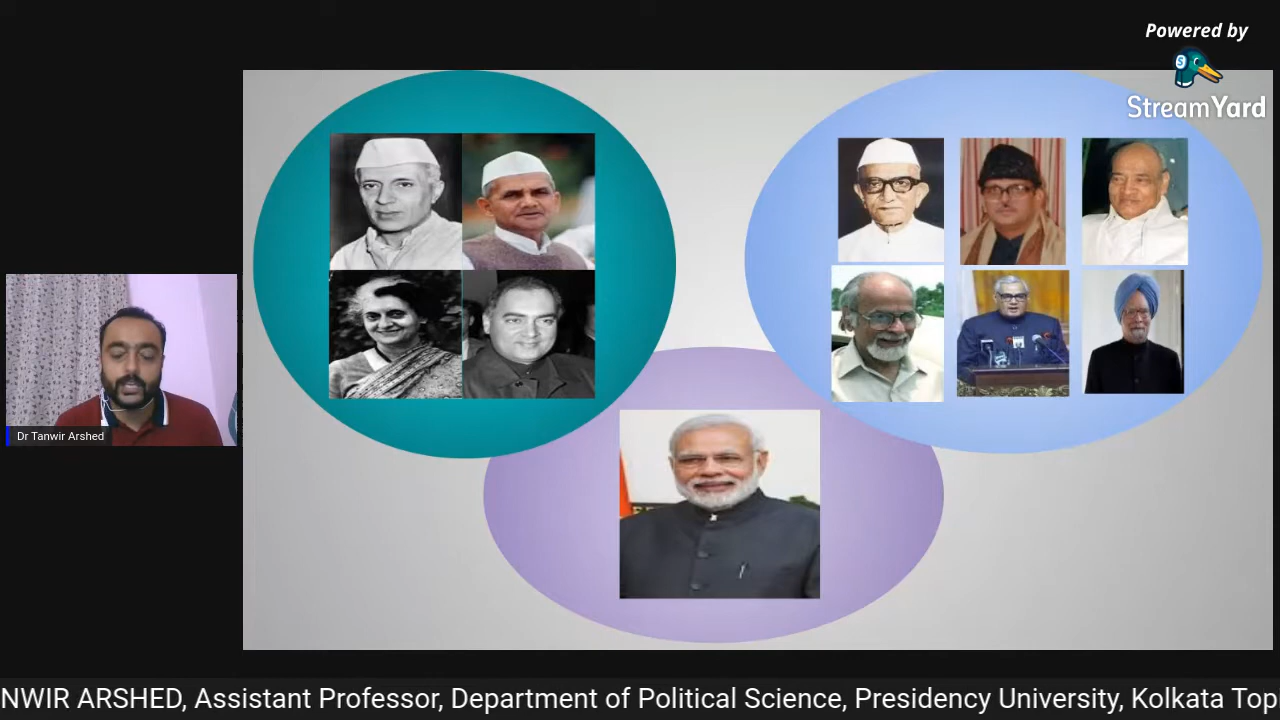 Powered by
StreamYard
Dr Tanwir Arshed
NWIR ARSHED, Assistant Professor, Department of Political Science, Presidency University, Kolkata Top